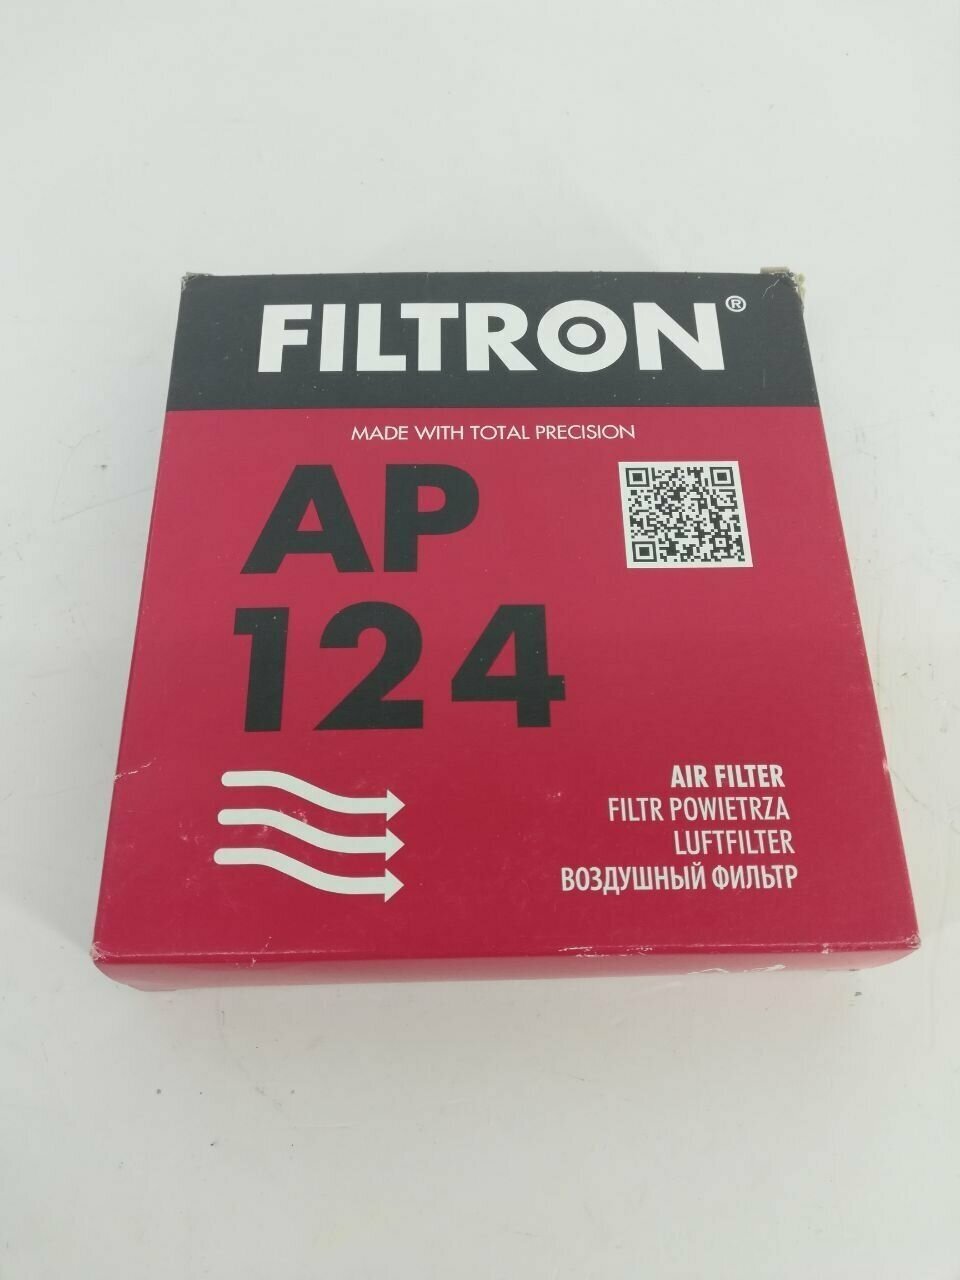 FILTRON®
MADE WITH TOTAL PRECISION
AP
124
AIR FILTER
FILTR POWIETRZA
LUFTFILTER
ВОЗДУШНЫЙ ФИЛЬТР